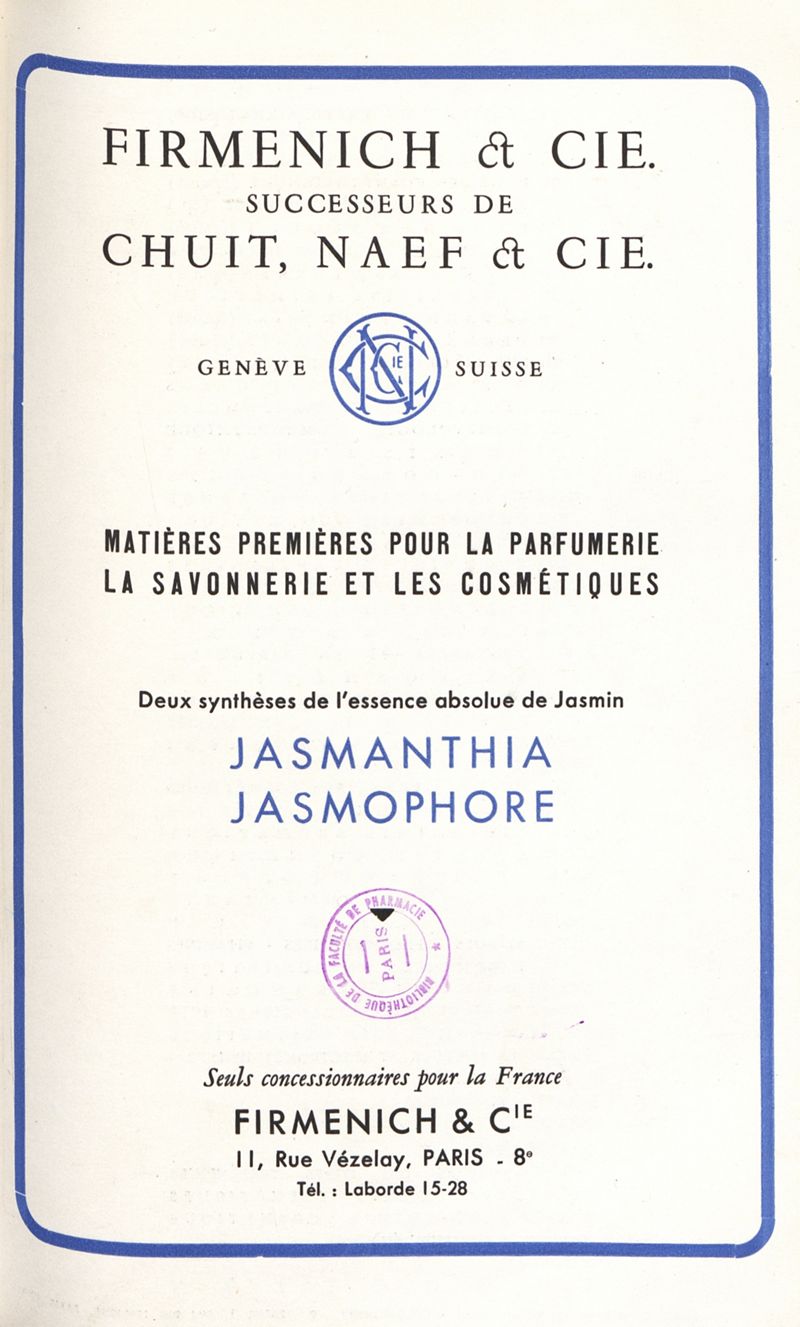 FIRMENICH & CIE.
SUCCESSEURS DE
CHUIT, NAEF & CIE.
GENÈVE SUISSE
MATIÈRES PREMIÈRES POUR LA PARFUMERIE
LA SAVONNERIE ET LES COSMÉTIQUES
Deux synthèses de l'essence absolue de Jasmin
JASMANTHIA
JASMOPHORE
BIBLIOTHÈQUE DE LA FACULTÉ DE PHARMACIE *
PARIS
Seuls concessionnaires pour la France
FIRMENICH & CIE
11, Rue Vézelay, PARIS - 8e
Tél. : Laborde 15-28